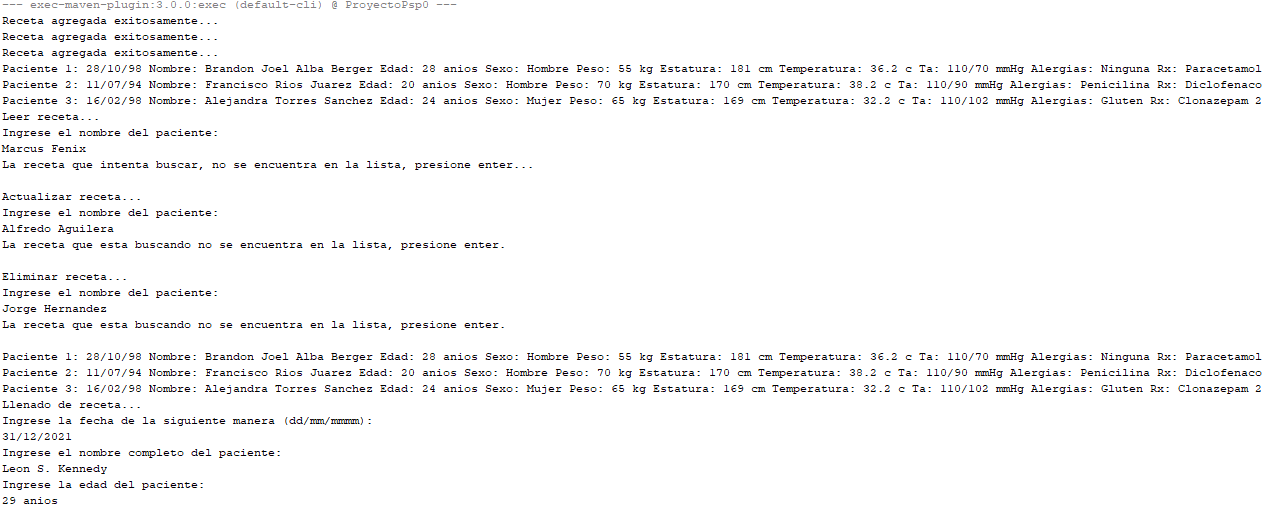 --- exec-maven-plugin:3.0.0:exec (default-cli) @ ProyectoPsp0 ---
Receta agregada exitosamente...
Receta agregada exitosamente...
Receta agregada exitosamente...
Paciente 1: 28/10/98 Nombre: Brandon Joel Alba Berger Edad: 28 anios Sexo: Hombre Peso: 55 kg Estatura: 181 cm Temperatura: 36.2 c Ta: 110/70 mmHg Alergias: Ninguna Rx: Paracetamol
Paciente 2: 11/07/94 Nombre: Francisco Rios Juarez Edad: 20 anios Sexo: Hombre Peso: 70 kg Estatura: 170 cm Temperatura: 38.2 c Ta: 110/90 mmHg Alergias: Penicilina Rx: Diclofenaco
Paciente 3: 16/02/98 Nombre: Alejandra Torres Sanchez Edad: 24 anios Sexo: Mujer Peso: 65 kg Estatura: 169 cm Temperatura: 32.2 c Ta: 110/102 mmHg Alergias: Gluten Rx: Clonazepam 2
Leer receta...
Ingrese el nombre del paciente:
Marcus Fenix
La receta que intenta buscar, no se encuentra en la lista, presione enter...
Actualizar receta...
Ingrese el nombre del paciente:
Alfredo Aguilera
La receta que esta buscando no se encuentra en la lista, presione enter.
Eliminar receta...
Ingrese el nombre del paciente:
Jorge Hernandez
La receta que esta buscando no se encuentra en la lista, presione enter.
Paciente 1: 28/10/98 Nombre: Brandon Joel Alba Berger Edad: 28 anios Sexo: Hombre Peso: 55 kg Estatura: 181 cm Temperatura: 36.2 c Ta: 110/70 mmHg Alergias: Ninguna Rx: Paracetamol
Paciente 2: 11/07/94 Nombre: Francisco Rios Juarez Edad: 20 anios Sexo: Hombre Peso: 70 kg Estatura: 170 cm Temperatura: 38.2 c Ta: 110/90 mmHg Alergias: Penicilina Rx: Diclofenaco
Paciente 3: 16/02/98 Nombre: Alejandra Torres Sanchez Edad: 24 anios Sexo: Mujer Peso: 65 kg Estatura: 169 cm Temperatura: 32.2 c Ta: 110/102 mmHg Alergias: Gluten Rx: Clonazepam 2
Llenado de receta...
Ingrese la fecha de la siguiente manera (dd/mm/mmmm):
31/12/2021
Ingrese el nombre completo del paciente:
Leon S. Kennedy
Ingrese la edad del paciente:
29 anios